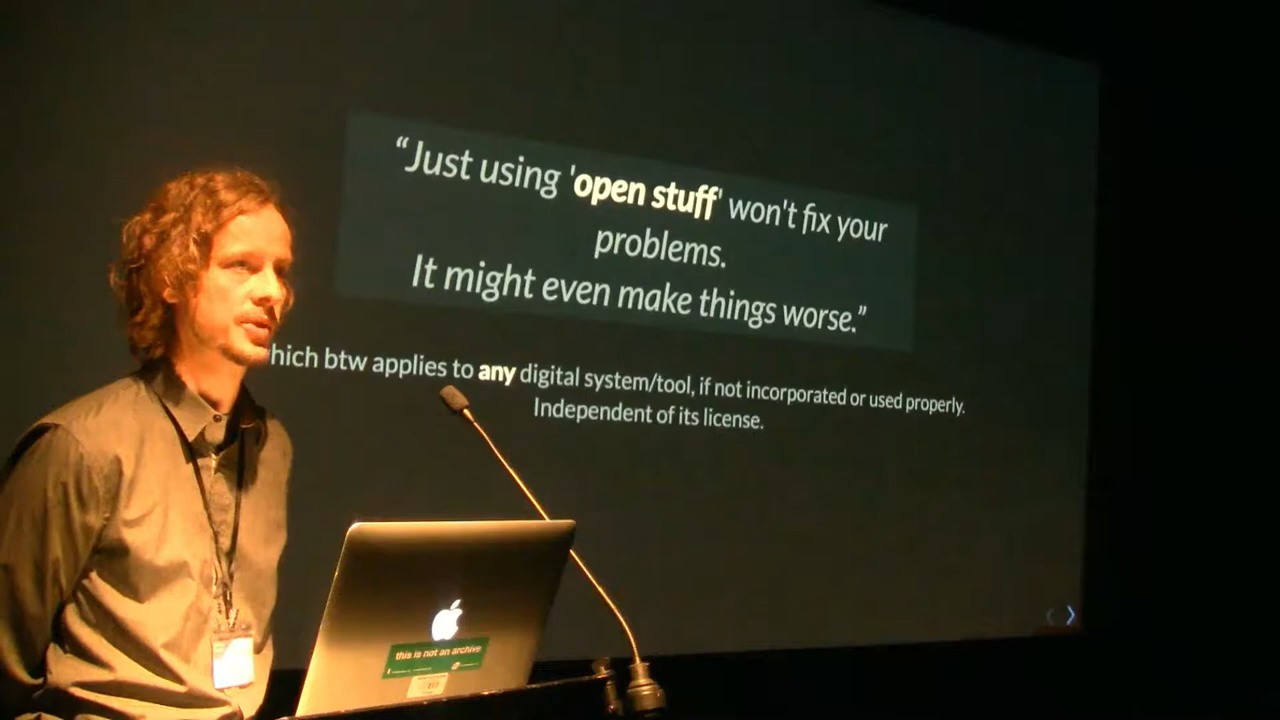 “Just using 'open stuff' won't fix your
problems.
It might even make things worse.”
hich btw applies to any digital system/tool, if not incorporated or used properly.
Independent of its license.
this is not an archive